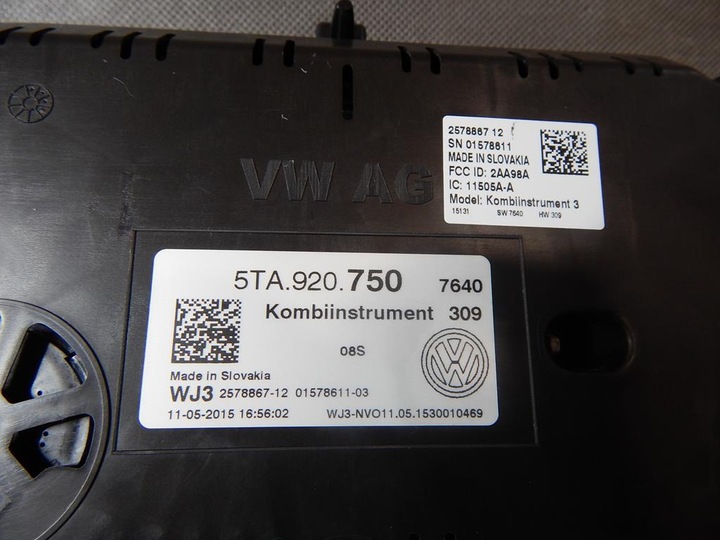 2578867 12
SN 01578611
MADE IN SLOVAKIA
FCC ID: 2AA98A
IC: 11505A-A
Model: Kombiinstrument 3
15131 SW 7640 HW 309
VW AG
5TA.920.750 7640
Kombiinstrument 309
08S
Made in Slovakia
WJ3 2578867-12 01578611-03
11-05-2015 16:56:02 WJ3-NVO11.05.1530010469